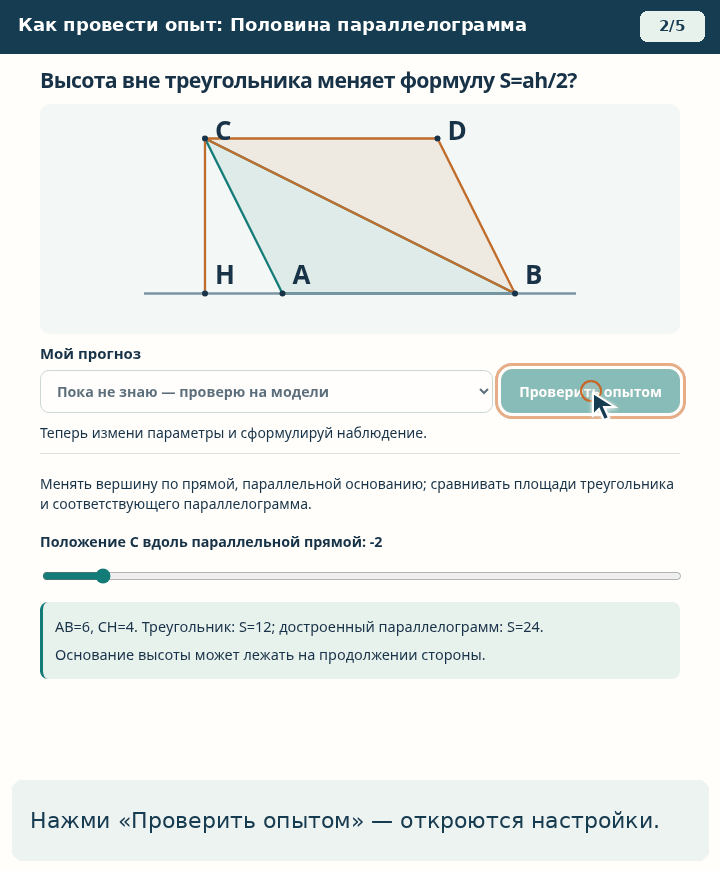 Как провести опыт: Половина параллелограмма
2/5
Высота вне треугольника меняет формулу S=ah/2?
C
D
H
A
B
Мой прогноз
Пока не знаю — проверю на модели
Проверить опытом
Теперь измени параметры и сформулируй наблюдение.
Менять вершину по прямой, параллельной основанию; сравнивать площади треугольника
и соответствующего параллелограмма.
Положение C вдоль параллельной прямой: -2
AB=6, CH=4. Треугольник: S=12; достроенный параллелограмм: S=24.
Основание высоты может лежать на продолжении стороны.
Нажми «Проверить опытом» — откроются настройки.